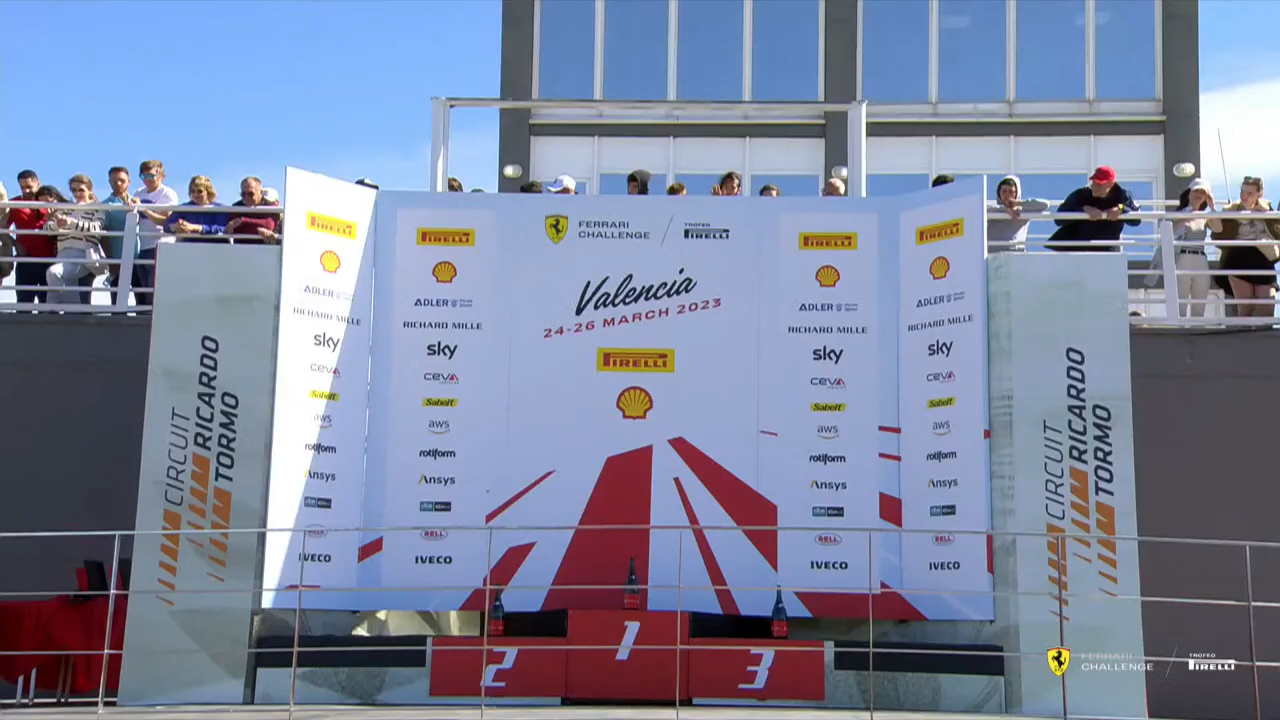 FERRARI
CHALLENGE
TROFEO
PIRELLI
Valencia
24-26 MARCH 2023
PIRELLI
PIRELLI
ADLER
RICHARD MILLE
sky
CEVA
Sabelt
aws
rotiform
Ansys
IVECO
PIRELLI
ADLER
RICHARD MILLE
sky
CEVA
Sabelt
aws
rotiform
Ansys
BELL
IVECO
PIRELLI
ADLER
RICHARD MILLE
sky
CEVA
Sabelt
aws
rotiform
Ansys
BELL
IVECO
PIRELLI
ADLER
RICHARD MILLE
sky
CEVA
Sabelt
aws
rotiform
Ansys
BELL
IVECO
CIRCUIT
RICARDO
TORMO
CIRCUIT
RICARDO
TORMO
2
1
3
FERRARI
CHALLENGE
TROFEO
PIRELLI